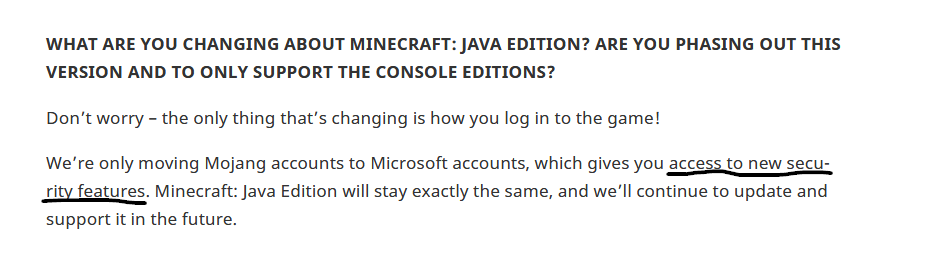 WHAT ARE YOU CHANGING ABOUT MINECRAFT: JAVA EDITION? ARE YOU PHASING OUT THIS
VERSION AND TO ONLY SUPPORT THE CONSOLE EDITIONS?
Don’t worry – the only thing that’s changing is how you log in to the game!
We’re only moving Mojang accounts to Microsoft accounts, which gives you access to new secu-
rity features. Minecraft: Java Edition will stay exactly the same, and we’ll continue to update and
support it in the future.